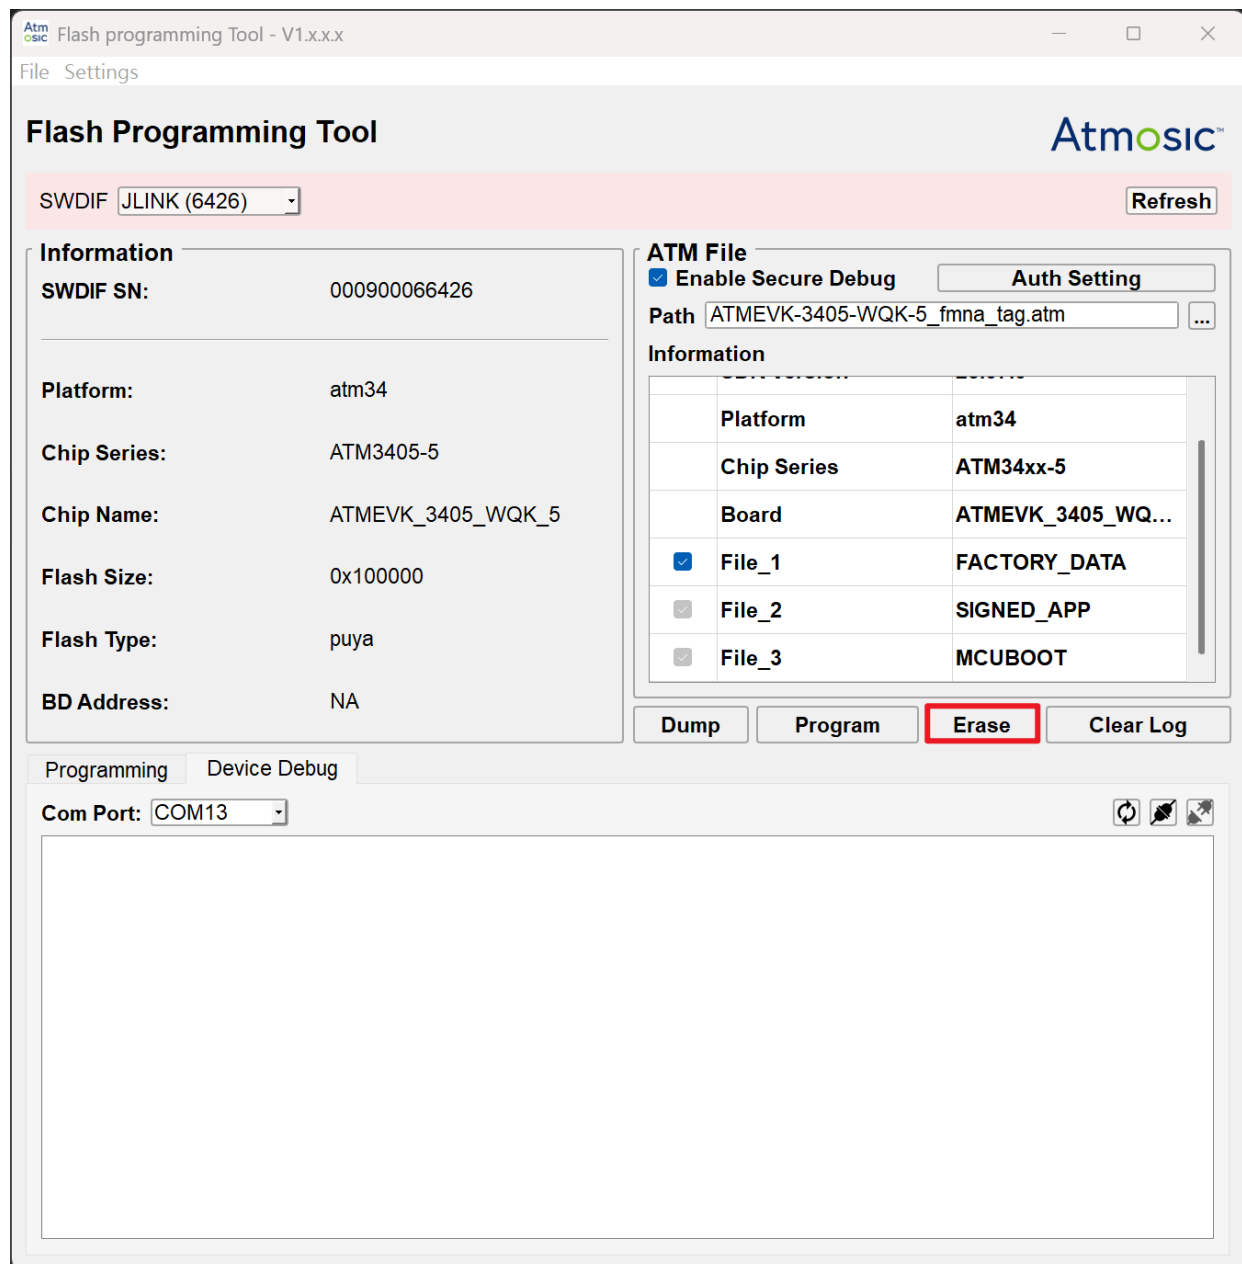 Atmosic Flash programming Tool - V1.x.x.x
File Settings
Flash Programming Tool
Atmosic™
SWDIF JLINK (6426) Refresh
Information
SWDIF SN: 000900066426
Platform: atm34
Chip Series: ATM3405-5
Chip Name: ATMEVK_3405_WQK_5
Flash Size: 0x100000
Flash Type: puya
BD Address: NA
ATM File
Enable Secure Debug Auth Setting
Path ATMEVK-3405-WQK-5_fmna_tag.atm ...
Information
Platform atm34
Chip Series ATM34xx-5
Board ATMEVK_3405_WQ...
File_1 FACTORY_DATA
File_2 SIGNED_APP
File_3 MCUBOOT
Dump Program Erase Clear Log
Programming Device Debug
Com Port: COM13